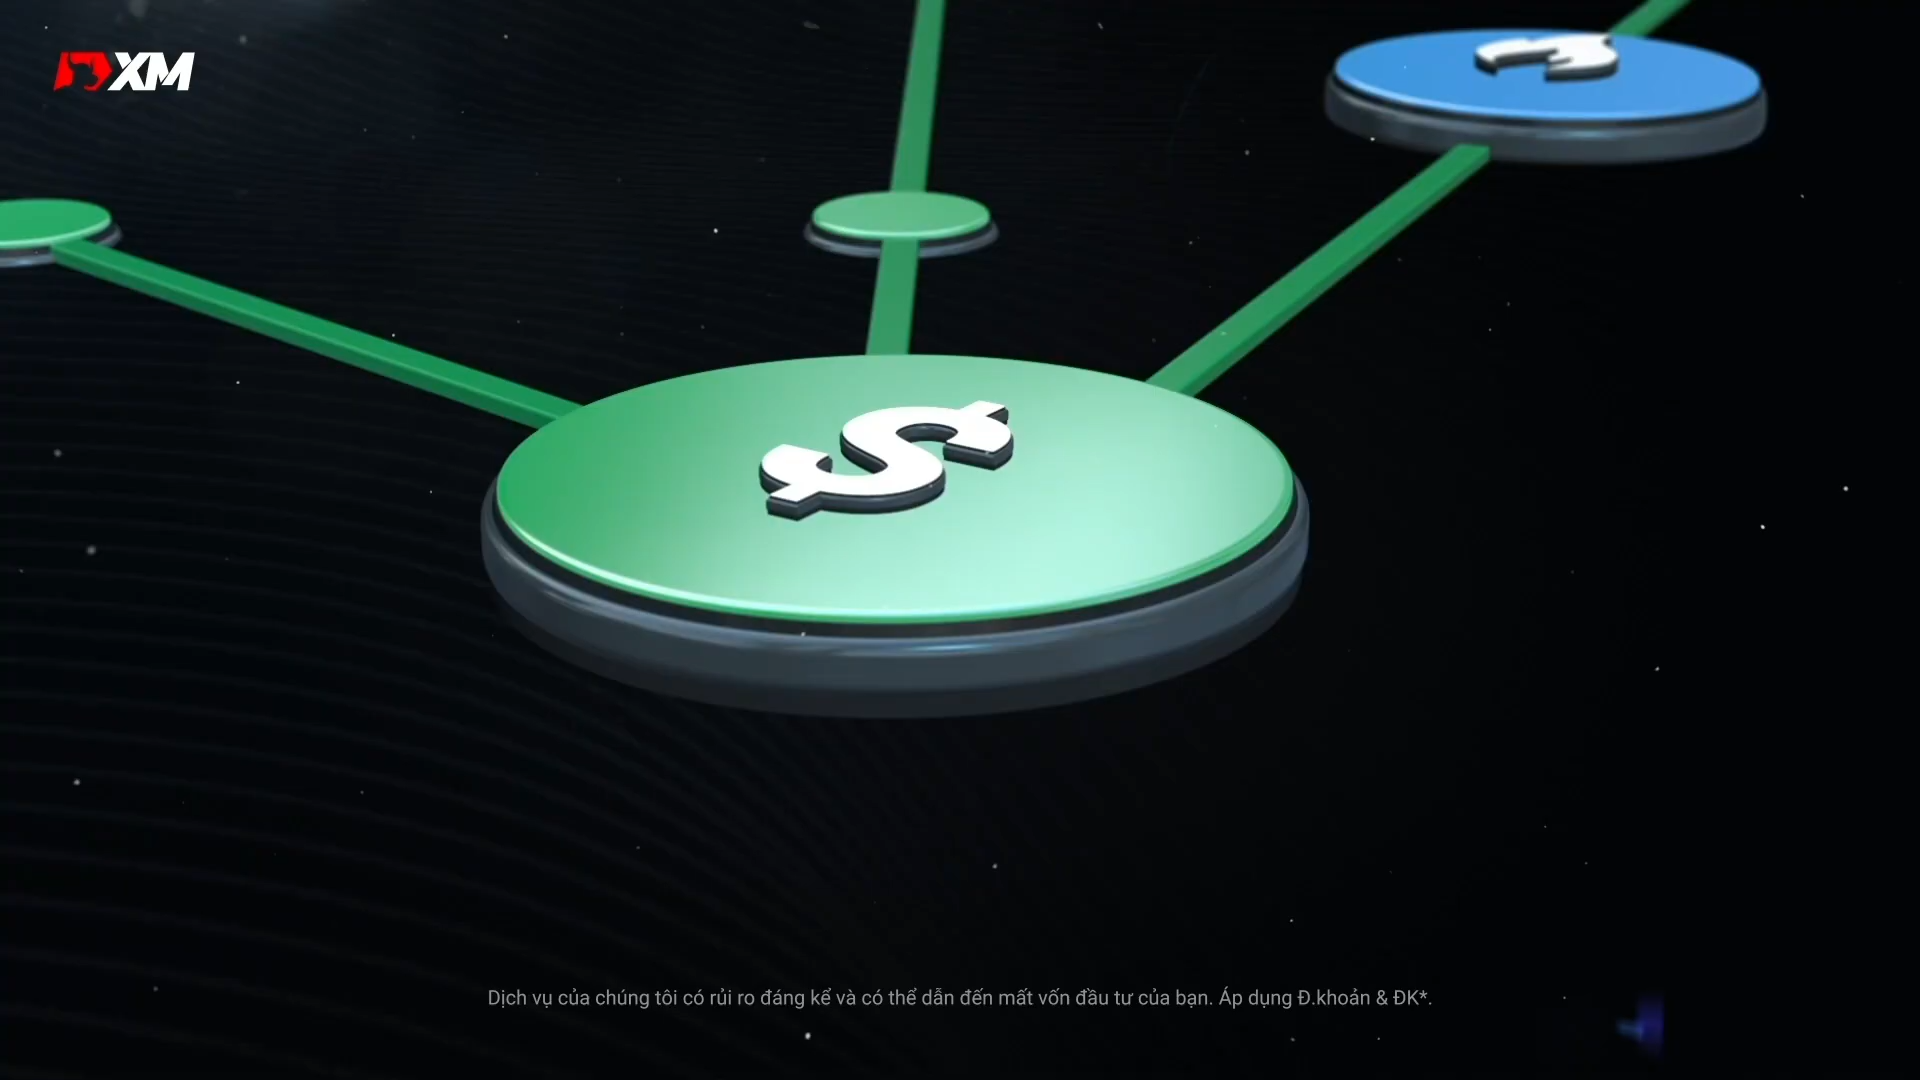 XM
$
Dịch vụ của chúng tôi có rủi ro đáng kể và có thể dẫn đến mất vốn đầu tư của bạn. Áp dụng Đ.khoản & ĐK*.